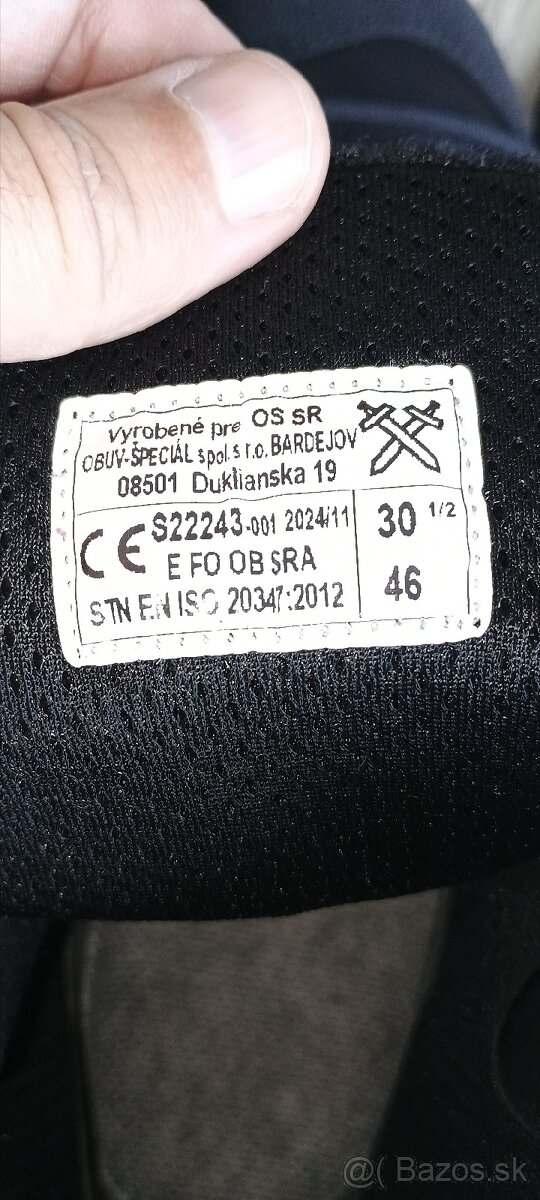 Vyrobené pre OS SR
OBUV-ŠPECIÁL spol. s r.o. BARDEJOV
08501 Duklianska 19
CE S22243-001 2024/11
E FO OB SRA
STN EN ISO 20347:2012
30 1/2
46
@( Bazos.sk